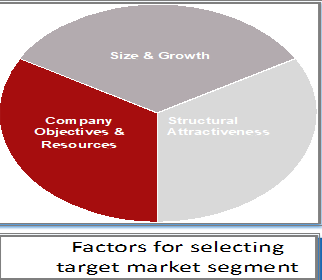 Size & Growth
Company
Objectives &
Resources
Structural
Attractiveness
Factors for selecting
target market segment